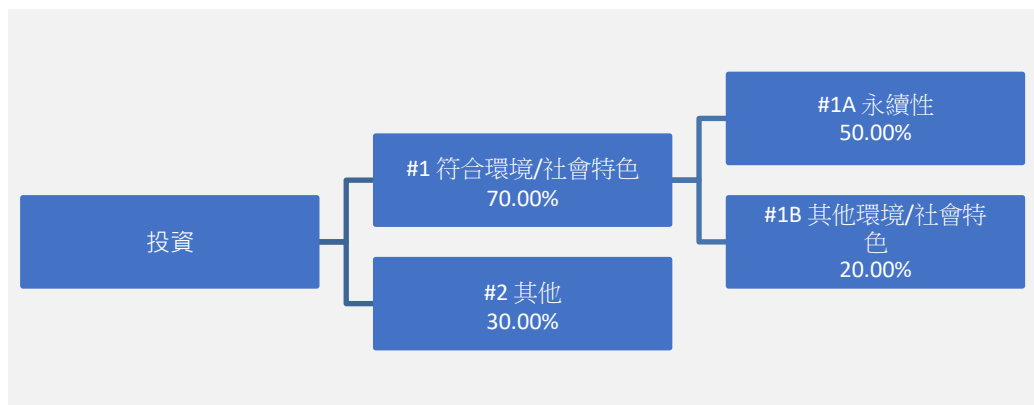 投資
#1 符合環境/社會特色
70.00%
#2 其他
30.00%
#1A 永續性
50.00%
#1B 其他環境/社會特
色
20.00%